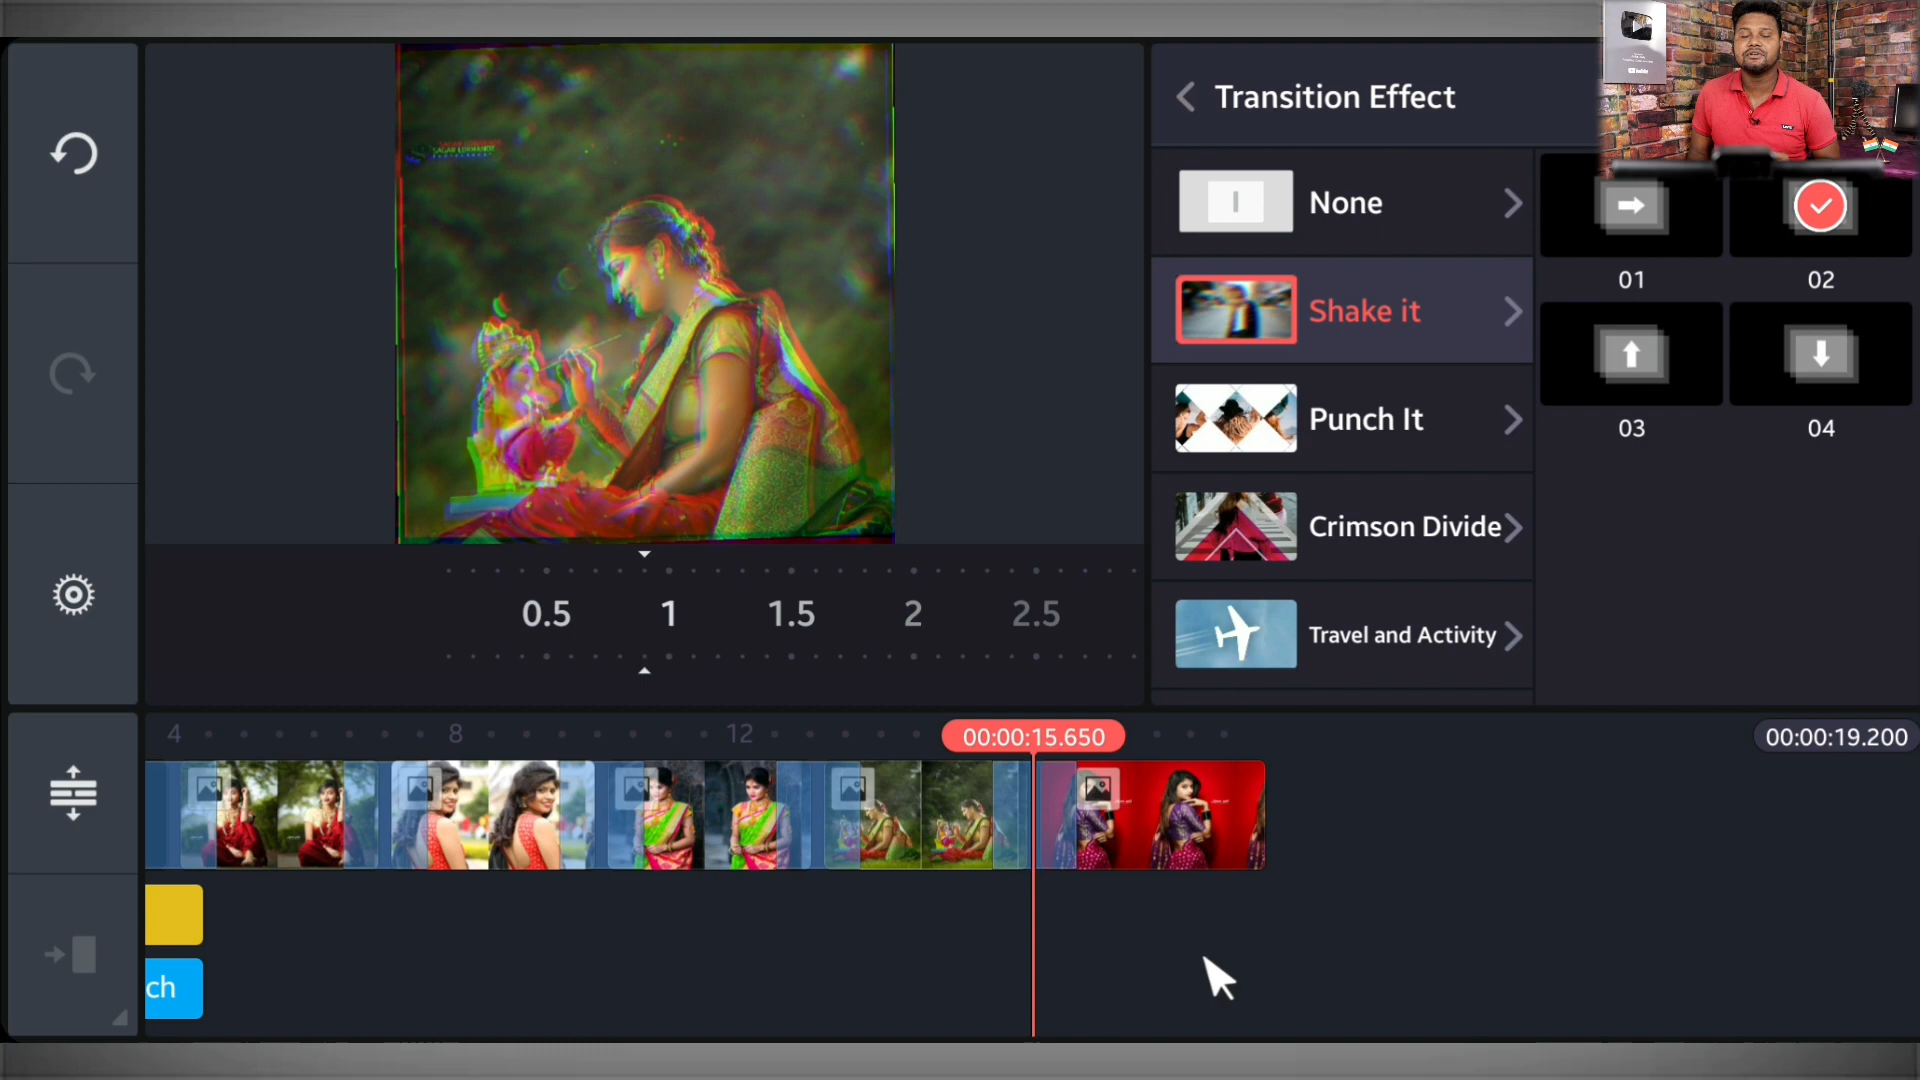 Transition Effect
None
Shake it
Punch It
Crimson Divide
Travel and Activity
01
02
03
04
0.5 1 1.5 2 2.5
4 8 12
00:00:15.650
00:00:19.200
ch